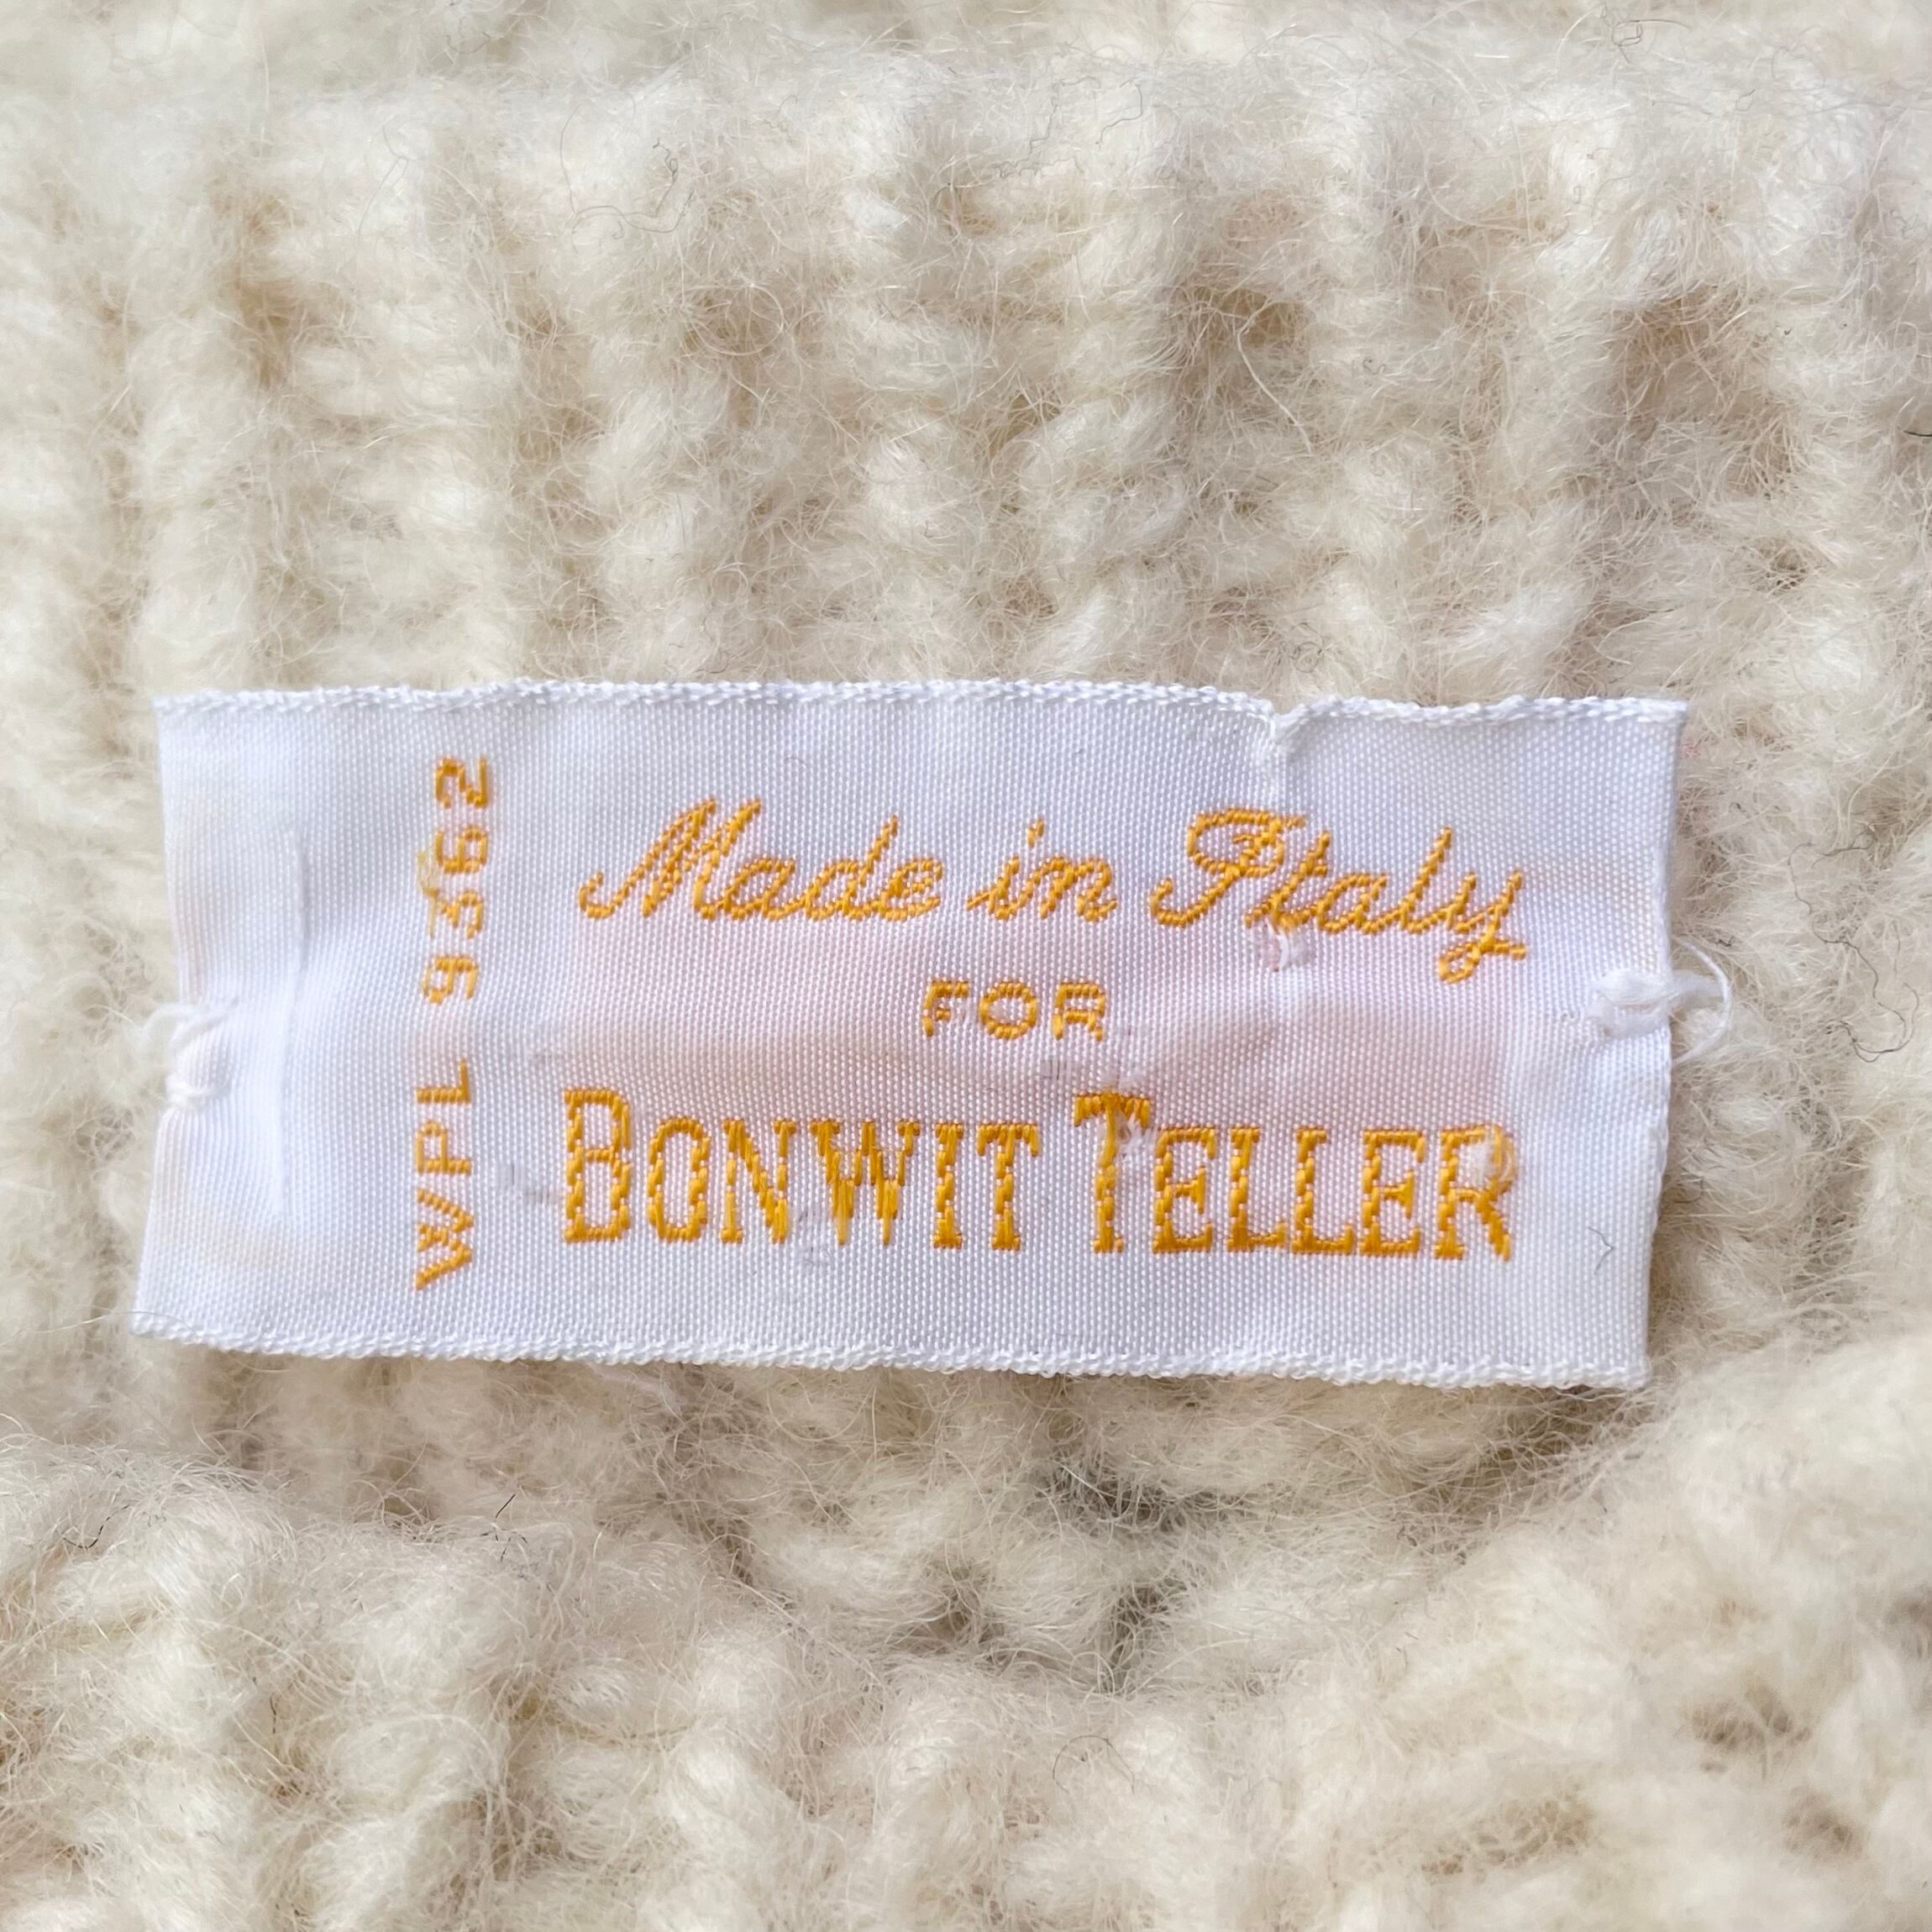 WPL 9362
Made in Italy
FOR
BONWIT TELLER